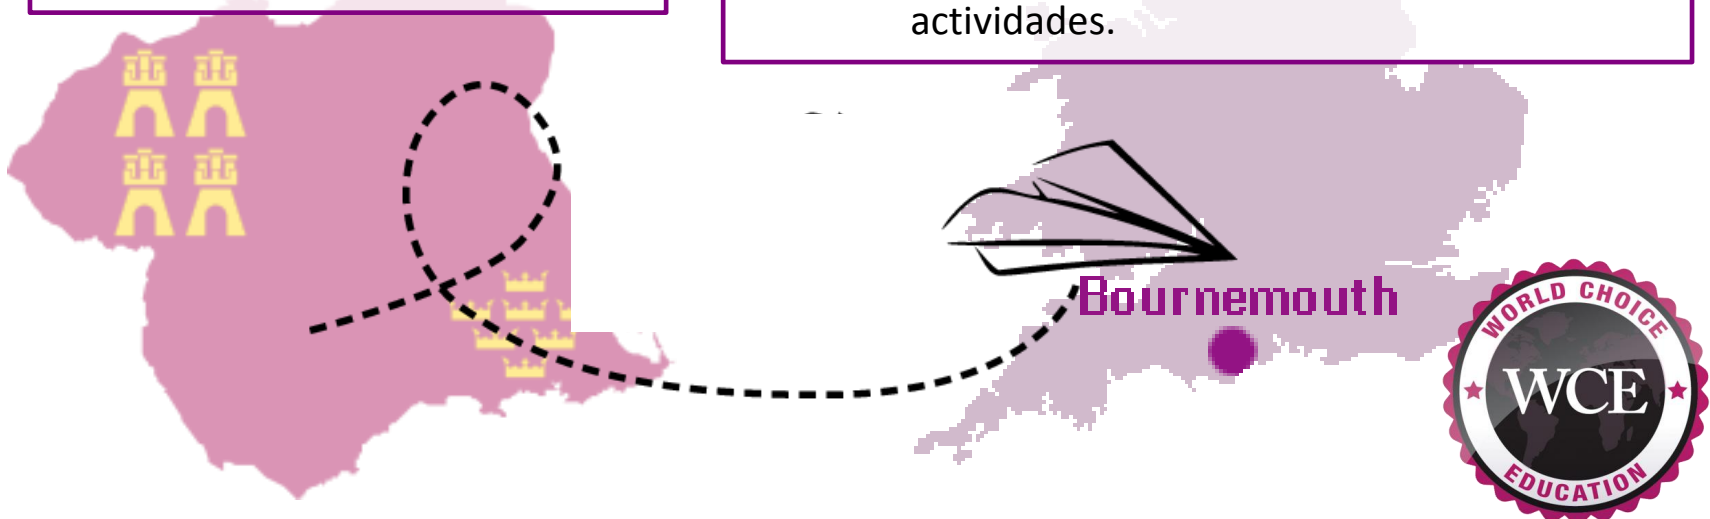 actividades.
Bournemouth
WORLD CHOICE
WCE
EDUCATION